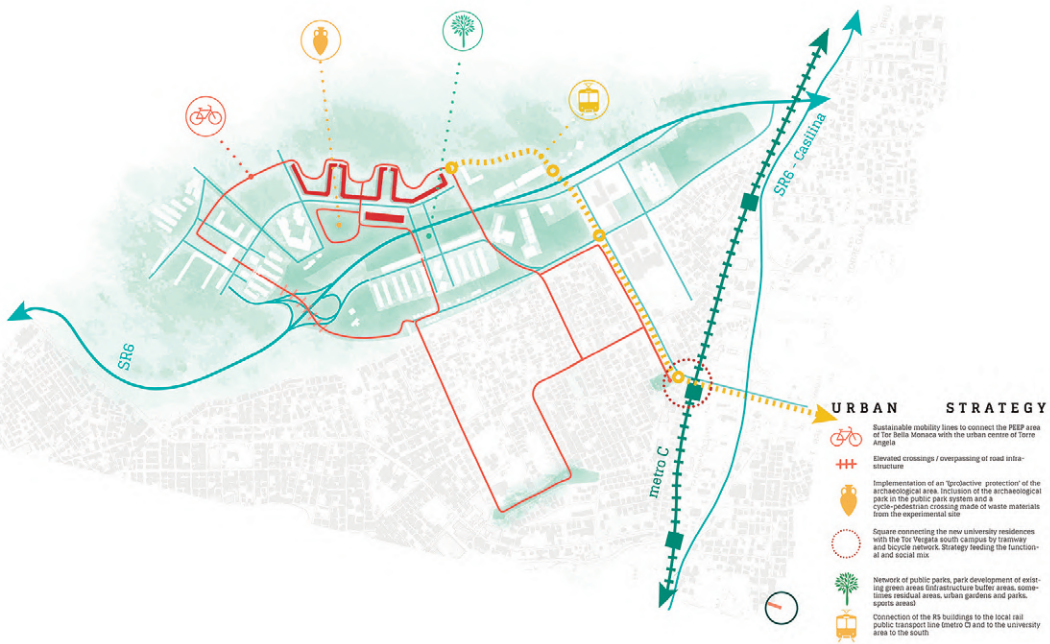 SR6 - Casilina
SR6
metro C
URBAN STRATEGY
Sustainable mobility lines to connect the PEEP area
of Tor Bella Monaca with the urban centre of Torre
Angela
Elevated crossings / overpassing of road infra-
structure
Implementation of an '(pro)active protection' of the
archaeological area. Inclusion of the archaeological
park in the public park system and a
cycle-pedestrian crossing made of waste materials
from the experimental site
Square connecting the new university residences
with the Tor Vergata south campus by tramway
and bicycle network. Strategy feeding the function-
al and social mix
Network of public parks, park development of exist-
ing green areas (infrastructure buffer areas, some-
times residual areas, urban gardens and parks,
sports areas)
Connection of the RS buildings to the local rail
public transport line (metro C) and to the university
area to the south